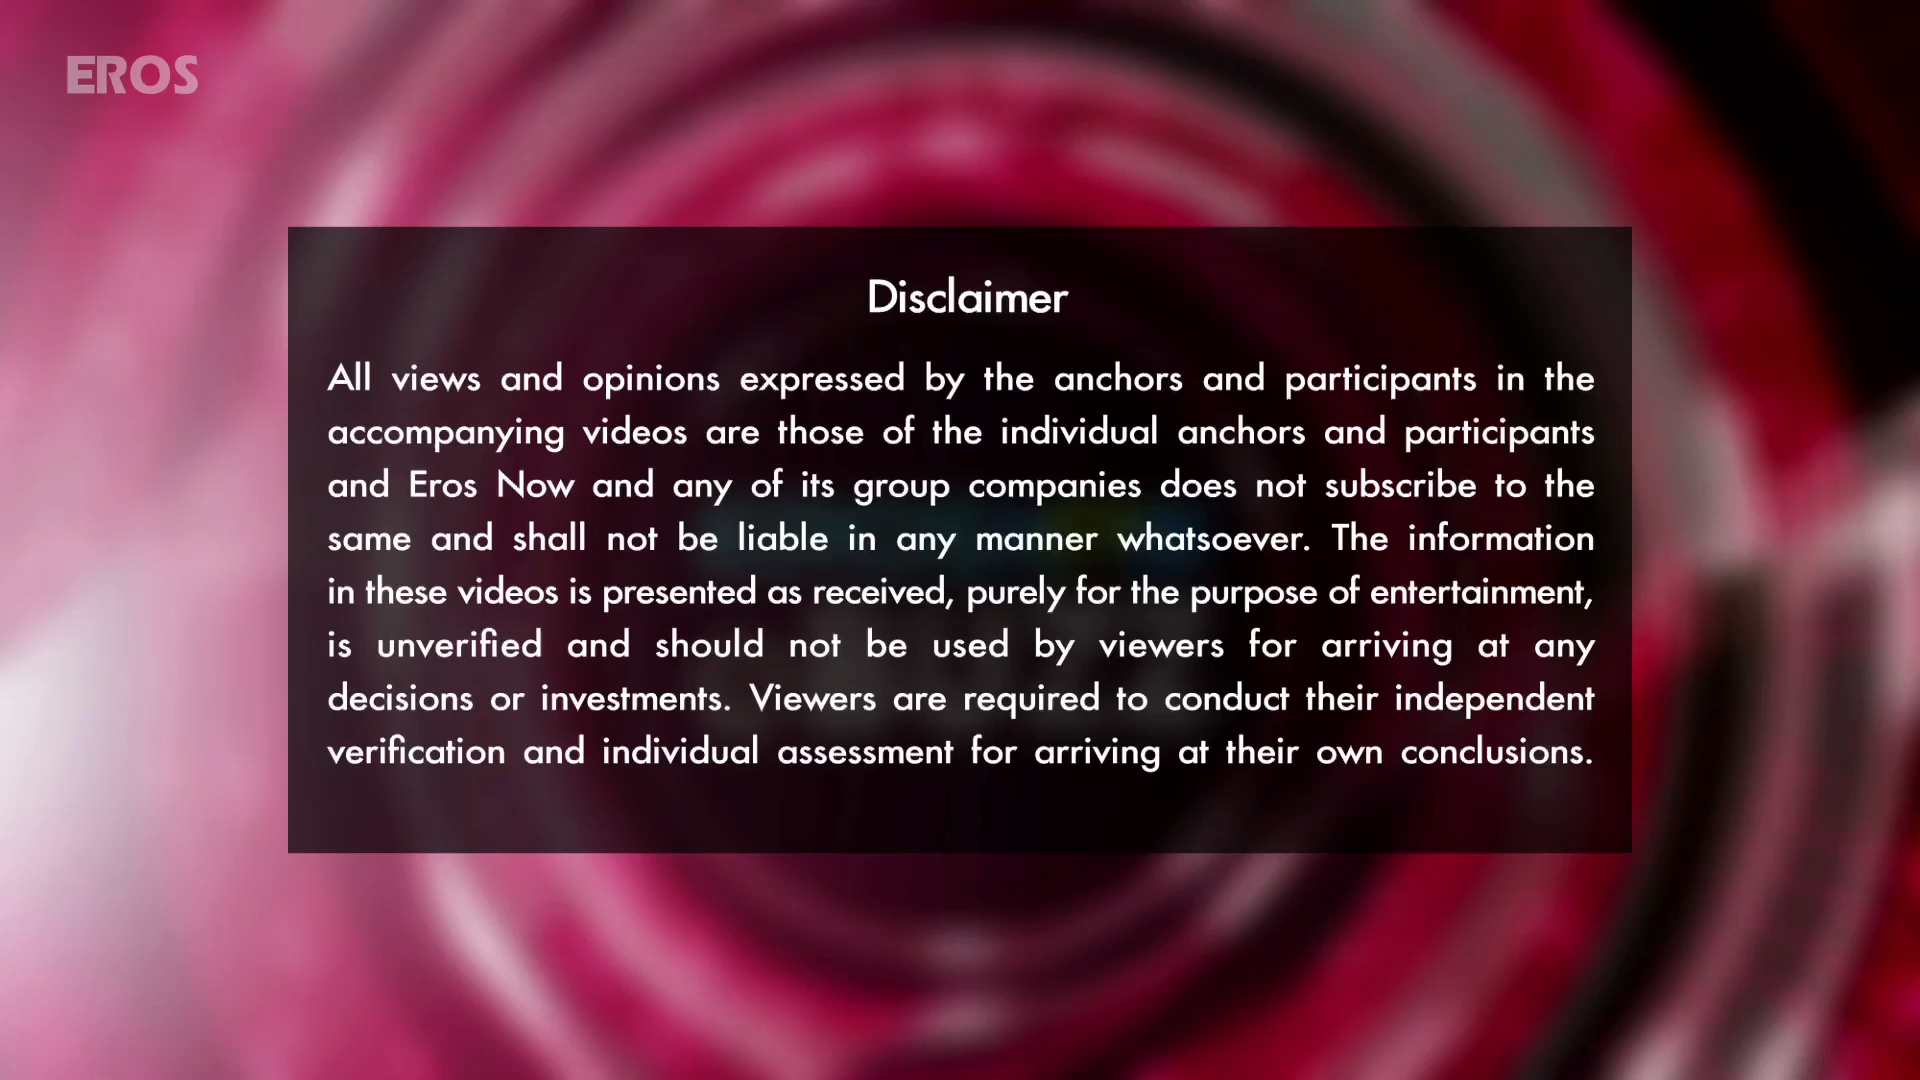 EROS
Disclaimer
All views and opinions expressed by the anchors and participants in the
accompanying videos are those of the individual anchors and participants
and Eros Now and any of its group companies does not subscribe to the
same and shall not be liable in any manner whatsoever. The information
in these videos is presented as received, purely for the purpose of entertainment,
is unverified and should not be used by viewers for arriving at any
decisions or investments. Viewers are required to conduct their independent
verification and individual assessment for arriving at their own conclusions.